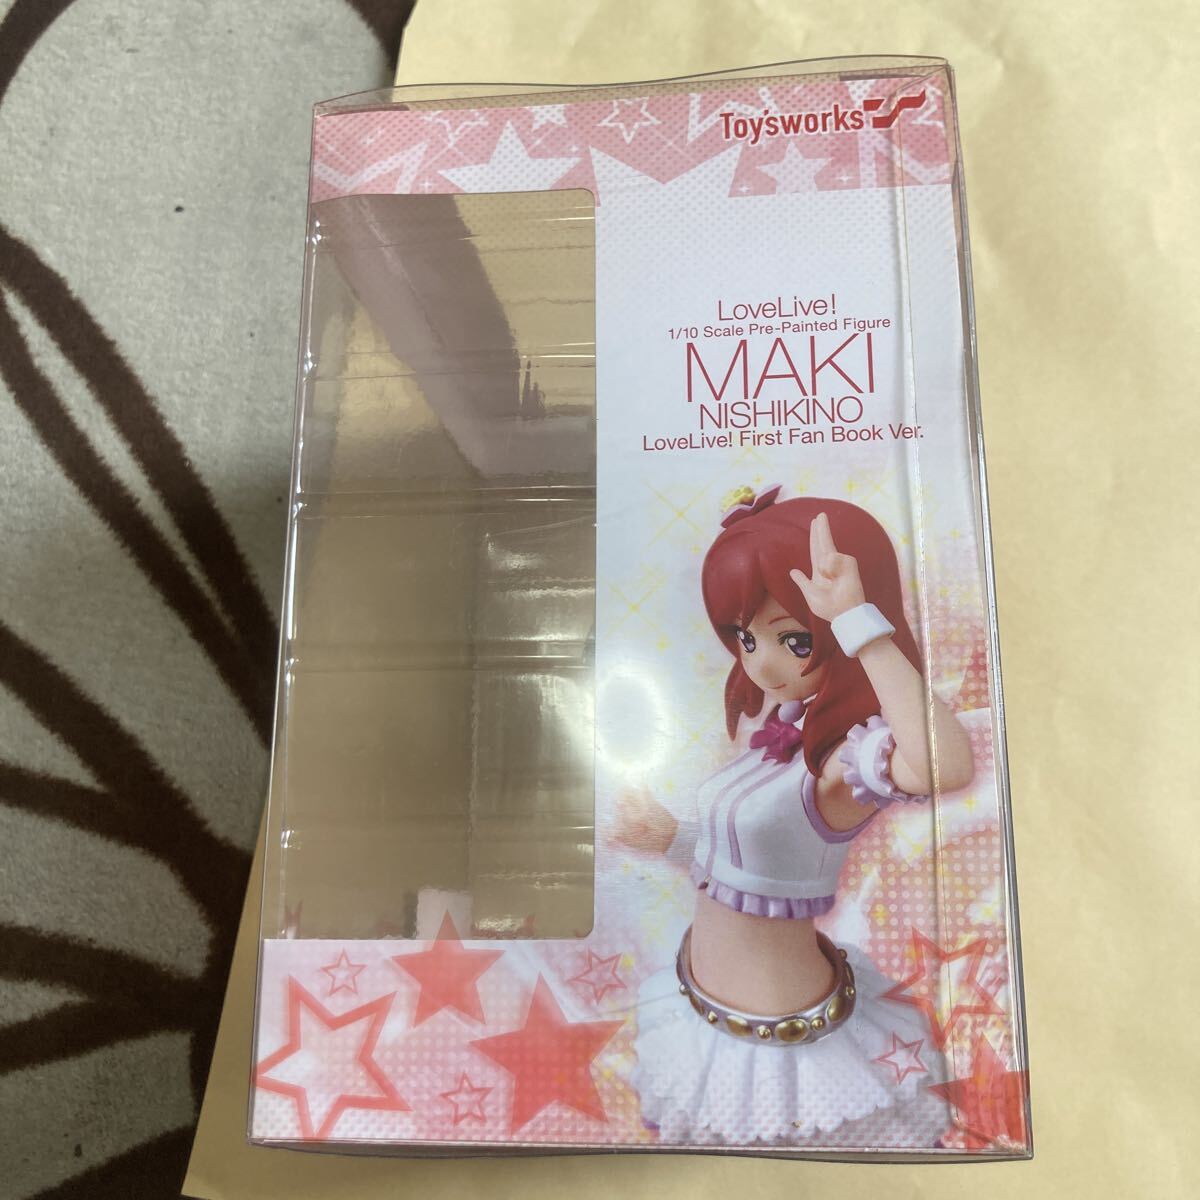 Toy'sworks
LoveLive!
1/10 Scale Pre-Painted Figure
MAKI
NISHIKINO
LoveLive! First Fan Book Ver.